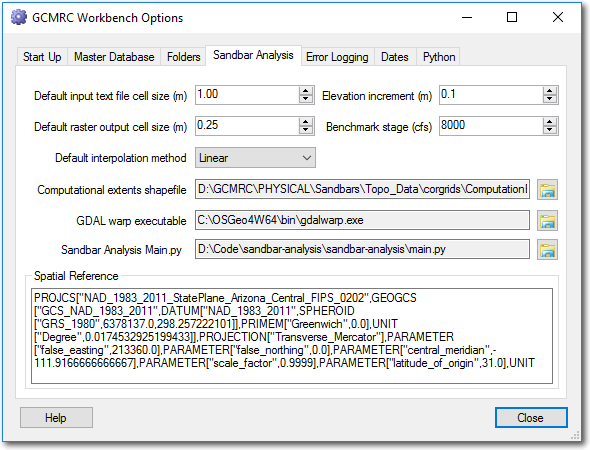 GCMRC Workbench Options
Start Up Master Database Folders Sandbar Analysis Error Logging Dates Python
Default input text file cell size (m) 1.00 Elevation increment (m) 0.1
Default raster output cell size (m) 0.25 Benchmark stage (cfs) 8000
Default interpolation method Linear
Computational extents shapefile D:\GCMRC\PHYSICAL\Sandbars\Topo_Data\corgrids\Computation
GDAL warp executable C:\OSGeo4W64\bin\gdalwarp.exe
Sandbar Analysis Main.py D:\Code\sandbar-analysis\sandbar-analysis\main.py
Spatial Reference
PROJCS["NAD_1983_2011_StatePlane_Arizona_Central_FIPS_0202",GEOGCS
["GCS_NAD_1983_2011",DATUM["NAD_1983_2011",SPHEROID
["GRS_1980",6378137.0,298.257222101]],PRIMEM["Greenwich",0.0],UNIT
["Degree",0.0174532925199433]],PROJECTION["Transverse_Mercator"],PARAMETER
["false_easting",213360.0],PARAMETER["false_northing",0.0],PARAMETER["central_meridian",-
111.9166666666667],PARAMETER["scale_factor",0.9999],PARAMETER["latitude_of_origin",31.0],UNIT
Help Close